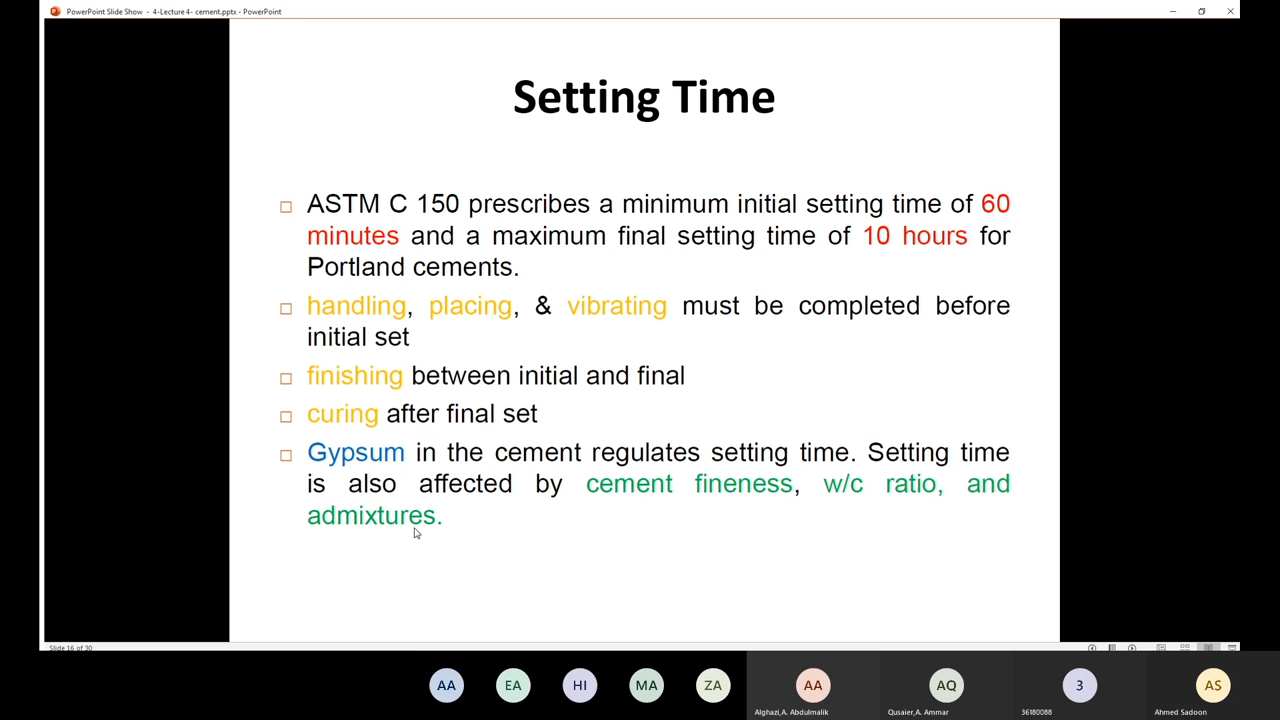 PowerPoint Slide Show - 4-Lecture 4- cement.pptx - PowerPoint
Setting Time
ASTM C 150 prescribes a minimum initial setting time of 60
minutes and a maximum final setting time of 10 hours for
Portland cements.
handling, placing, & vibrating must be completed before
initial set
finishing between initial and final
curing after final set
Gypsum in the cement regulates setting time. Setting time
is also affected by cement fineness, w/c ratio, and
admixtures.
Slide 16 of 30
AA EA HI MA ZA AA AQ 3 AS
Alghazi,A. Abdulmalik Qusaier,A. Ammar 36180088 Ahmed Sadoon